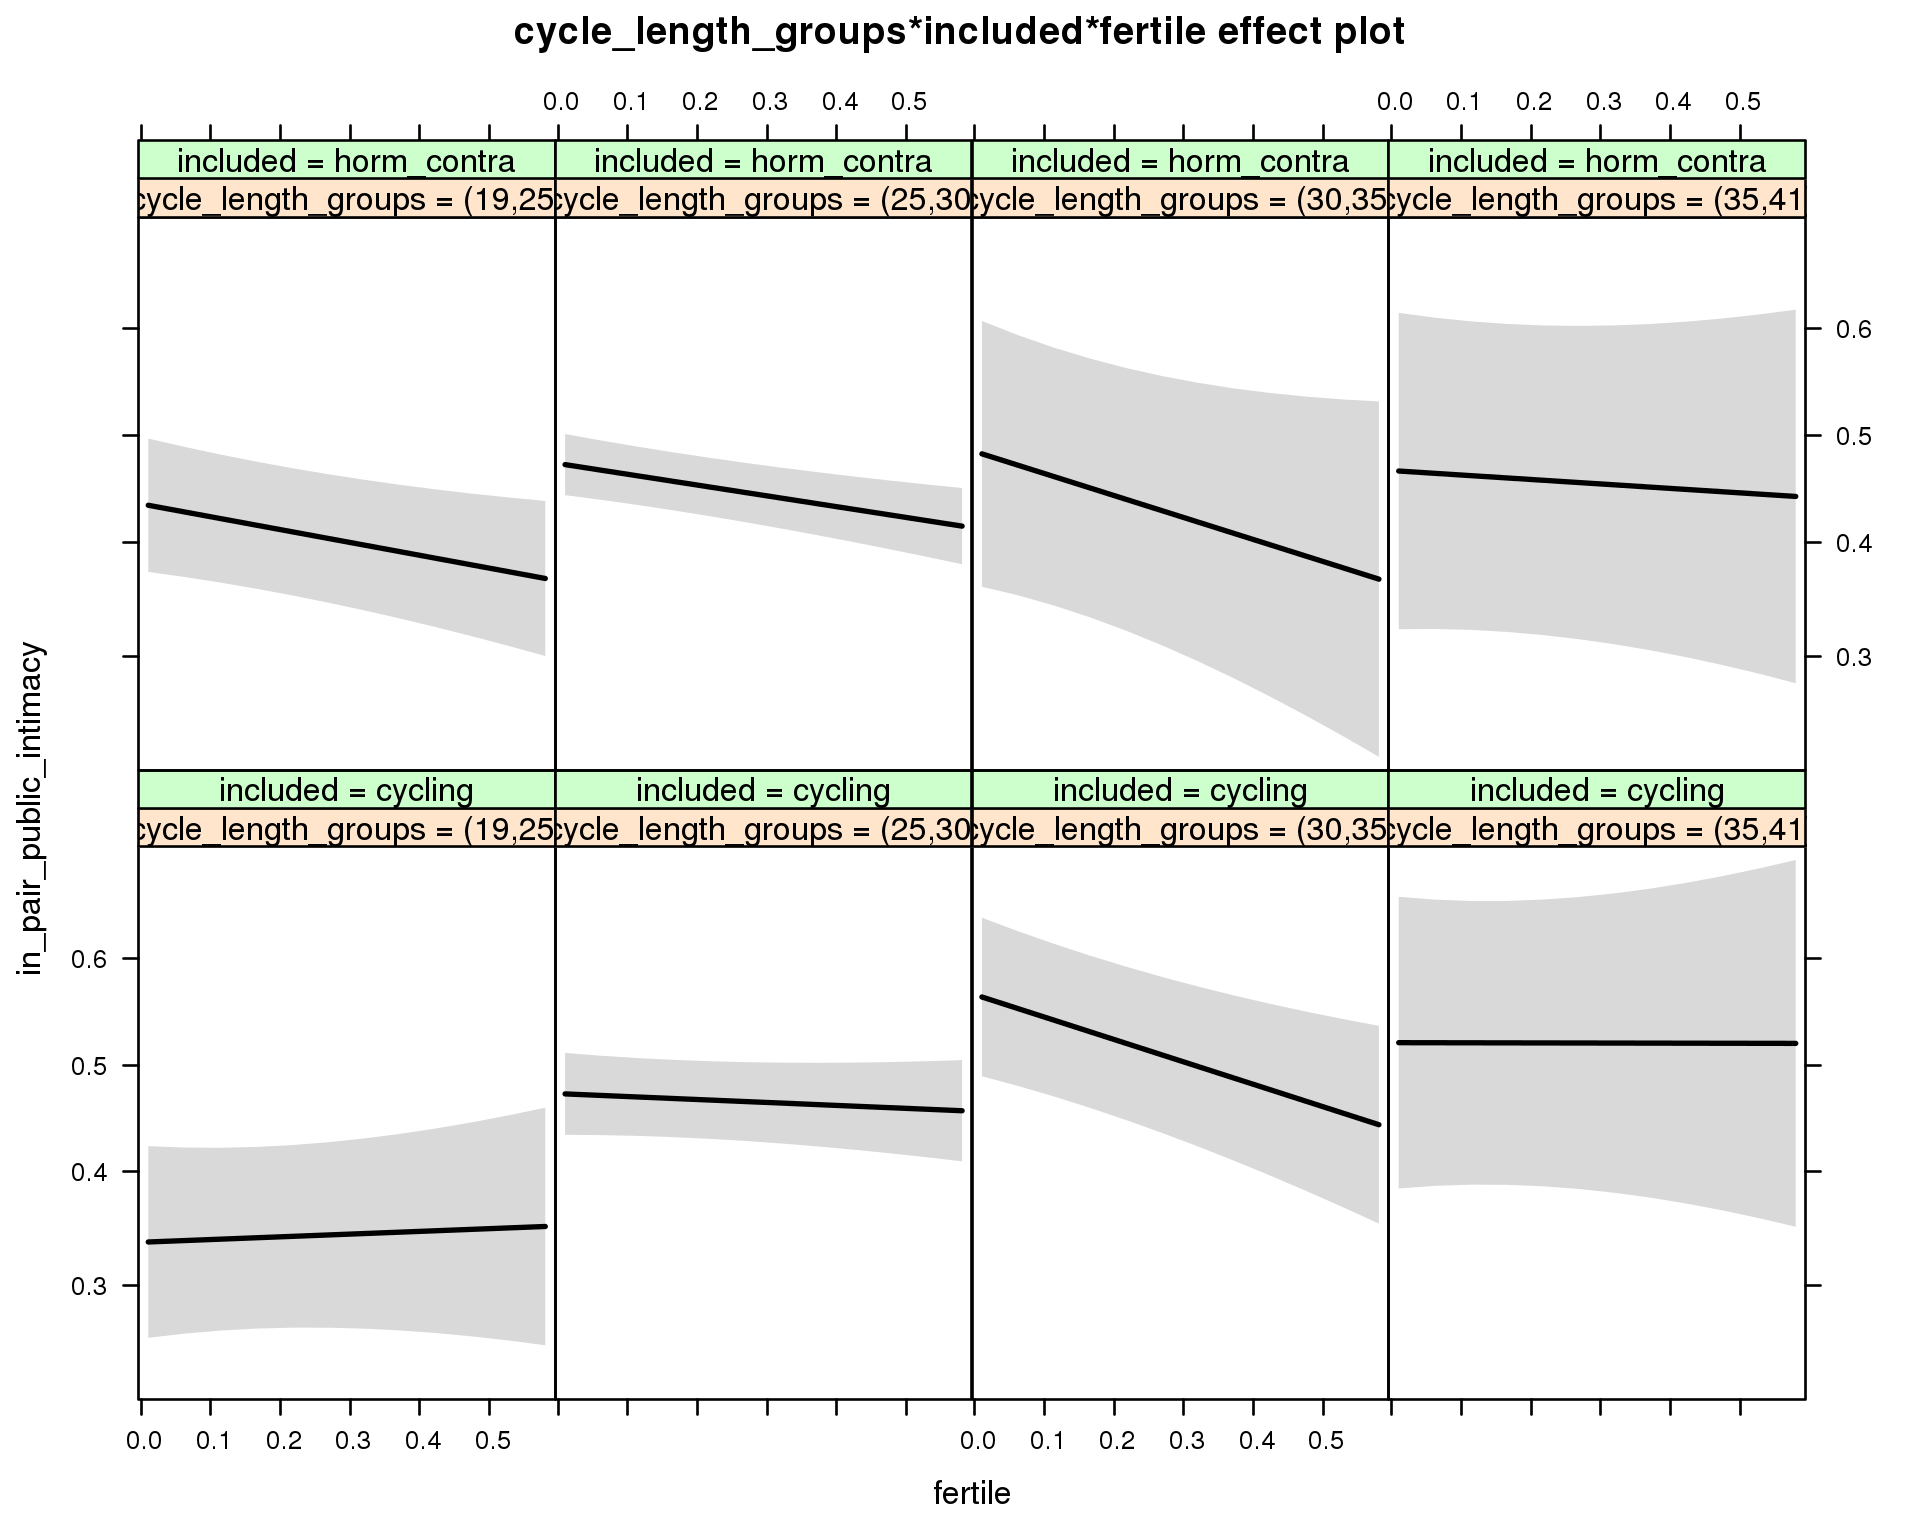 cycle_length_groups*included*fertile effect plot
0.0 0.1 0.2 0.3 0.4 0.5 0.0 0.1 0.2 0.3 0.4 0.5
included = horm_contra included = horm_contra included = horm_contra included = horm_contra
cycle_length_groups = (19,25 cycle_length_groups = (25,30 cycle_length_groups = (30,35 cycle_length_groups = (35,41
0.6
0.5
0.4
0.3
in_pair_public_intimacy
included = cycling included = cycling included = cycling included = cycling
cycle_length_groups = (19,25 cycle_length_groups = (25,30 cycle_length_groups = (30,35 cycle_length_groups = (35,41
0.6
0.5
0.4
0.3
0.0 0.1 0.2 0.3 0.4 0.5 0.0 0.1 0.2 0.3 0.4 0.5
fertile